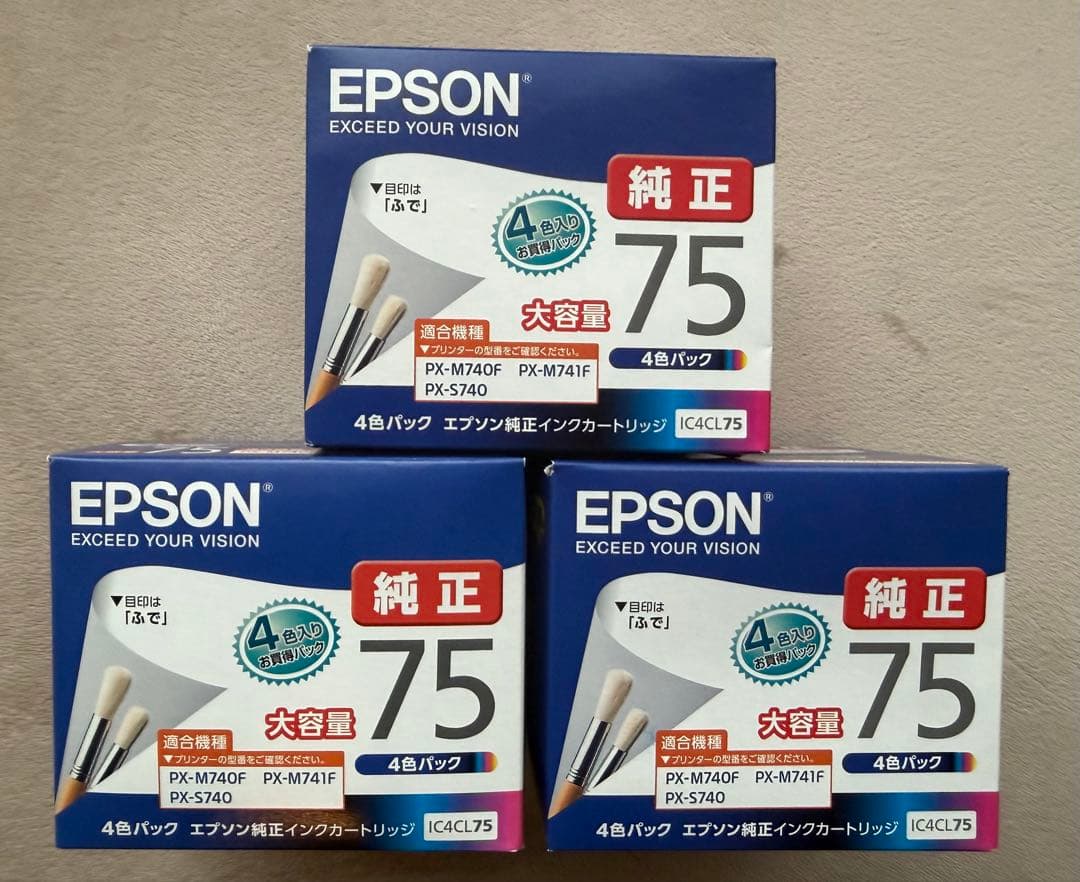 EPSON®
EXCEED YOUR VISION
▼目印は
「ふで」
4色入り
お買得パック
純正
75
大容量
4色パック
適合機種
▼プリンターの型番をご確認ください。
PX-M740F PX-M741F
PX-S740
4色パック エプソン純正インクカートリッジ IC4CL75
EPSON®
EXCEED YOUR VISION
▼目印は
「ふで」
4色入り
お買得パック
純正
75
大容量
4色パック
適合機種
▼プリンターの型番をご確認ください。
PX-M740F PX-M741F
PX-S740
4色パック エプソン純正インクカートリッジ IC4CL75
EPSON®
EXCEED YOUR VISION
▼目印は
「ふで」
4色入り
お買得パック
純正
75
大容量
4色パック
適合機種
▼プリンターの型番をご確認ください。
PX-M740F PX-M741F
PX-S740
4色パック エプソン純正インクカートリッジ IC4CL75